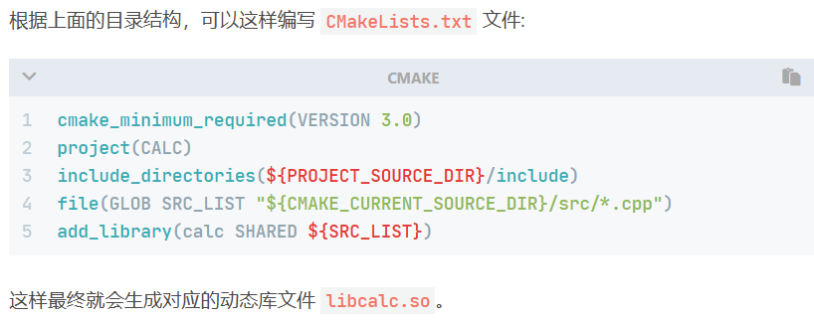 根据上面的目录结构，可以这样编写 CMakeLists.txt 文件:
CMAKE
1 cmake_minimum_required(VERSION 3.0)
2 project(CALC)
3 include_directories(${PROJECT_SOURCE_DIR}/include)
4 file(GLOB SRC_LIST "${CMAKE_CURRENT_SOURCE_DIR}/src/*.cpp")
5 add_library(calc SHARED ${SRC_LIST})
这样最终就会生成对应的动态库文件 libcalc.so。